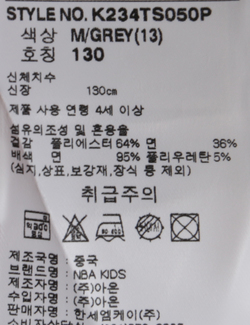 STYLE NO. K234TS050P
색상 M/GREY(13)
호칭 130
신체치수
신장 130cm
제품 사용 연령 4세 이상
섬유의조성 및 혼용율
겉감 폴리에스터 64% 면 36%
배색 면 95% 폴리우레탄 5%
(심지,상표,보강재,장식 등 제외)
취급주의
제조국명 : 중국
브랜드명 : NBA KIDS
제조자명 : (주)아온
수입자명 : (주)아온
판매자명 : 한세엠케이(주)